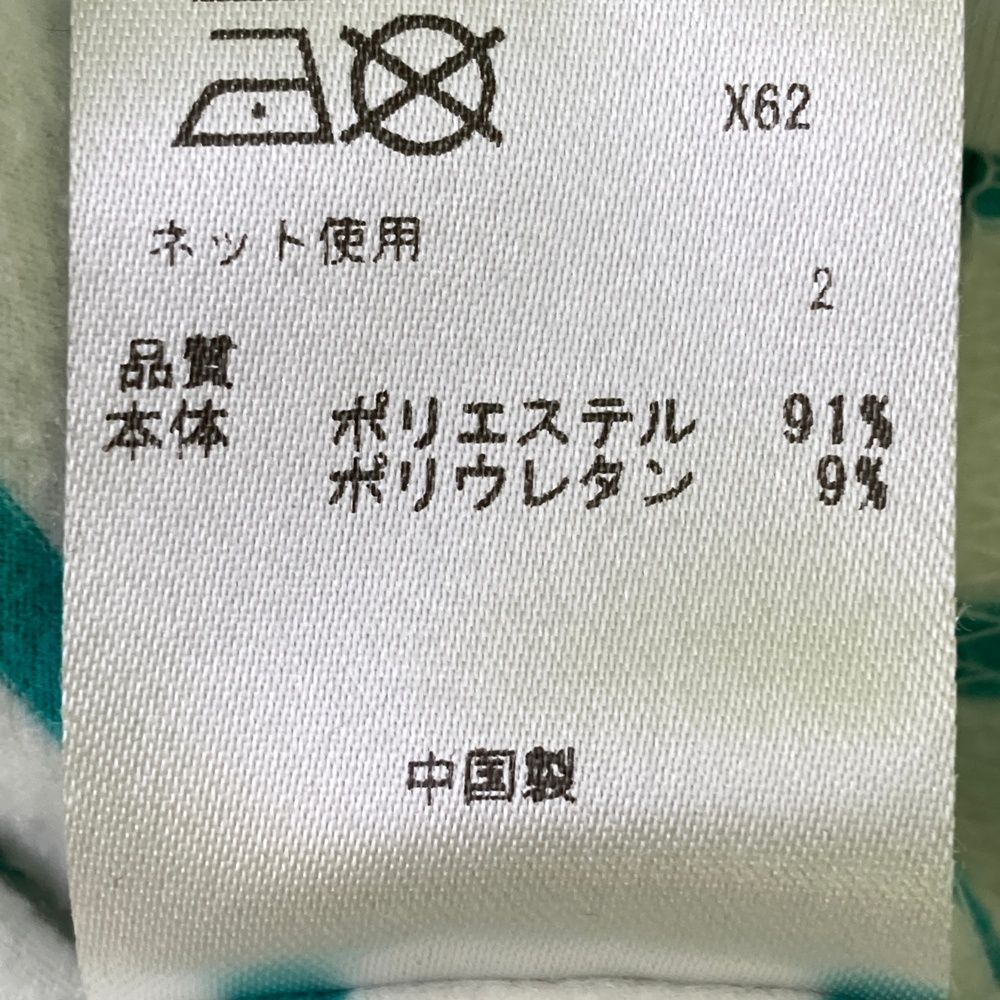 X62
ネット使用
2
品質
本体 ポリエステル 91%
ポリウレタン 9%
中国製